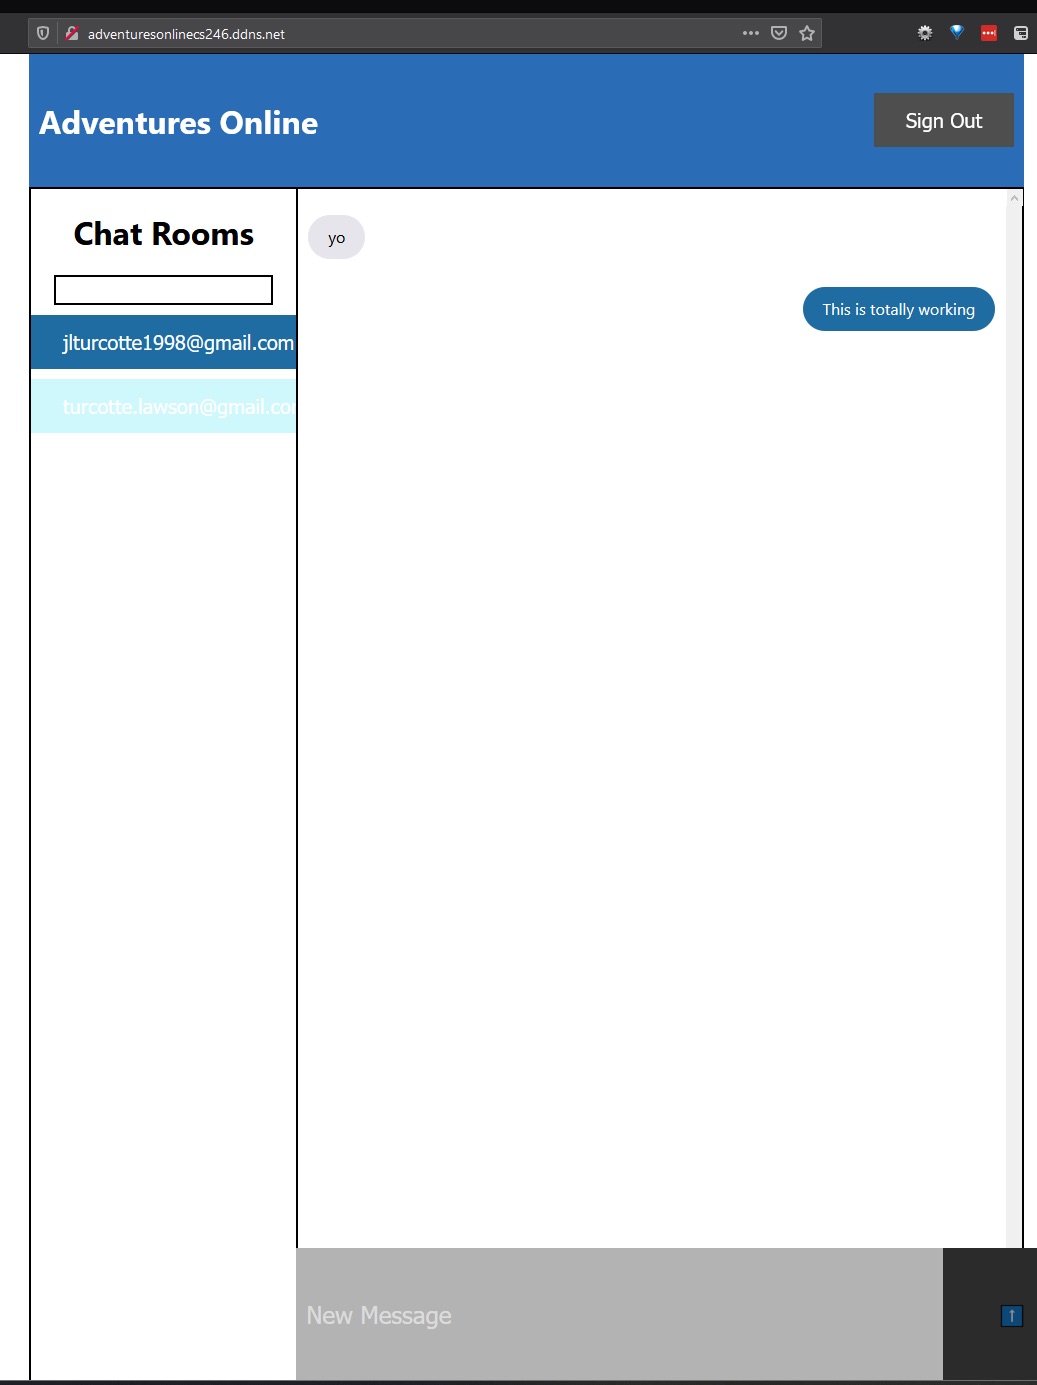 adventuresonlinecs246.ddns.net
Adventures Online
Sign Out
Chat Rooms
yo
This is totally working
jlturcotte1998@gmail.com
turcotte.lawson@gmail.co
New Message